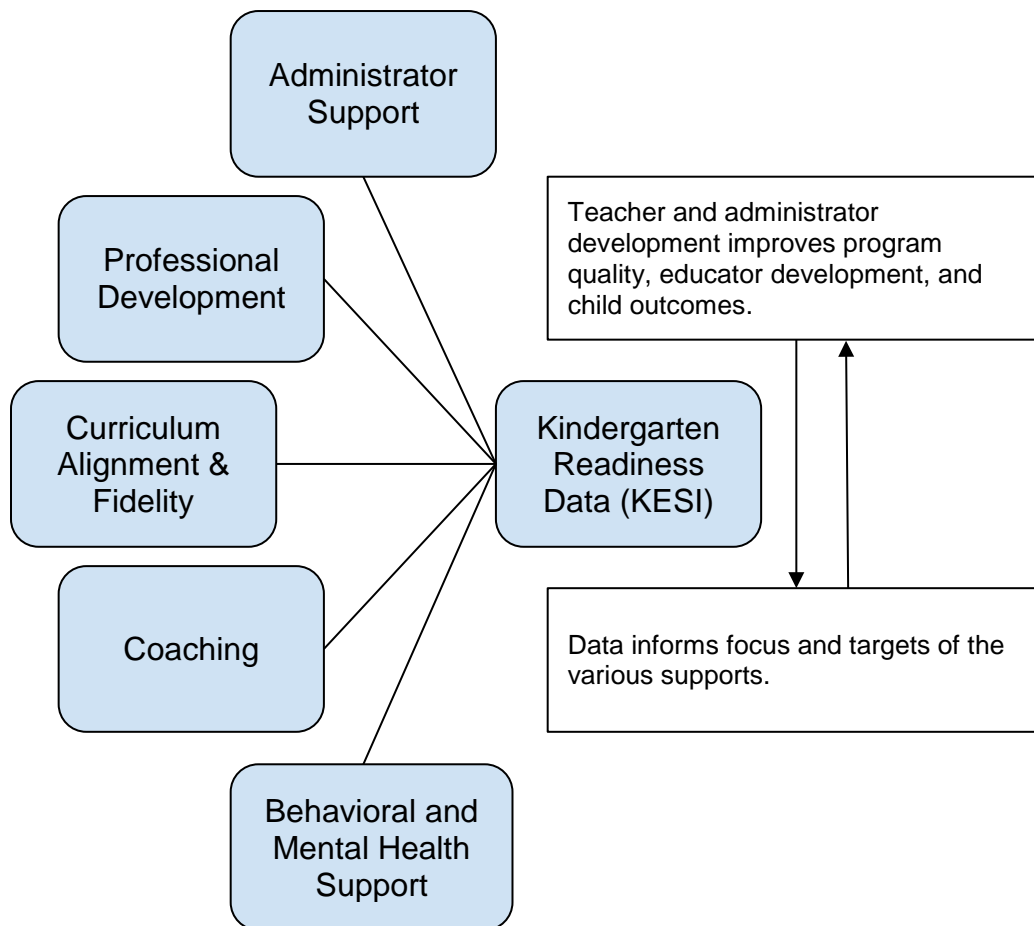 Administrator
Support
Professional
Development
Curriculum
Alignment &
Fidelity
Coaching
Behavioral and
Mental Health
Support
Kindergarten
Readiness
Data (KESI)
Teacher and administrator
development improves program
quality, educator development, and
child outcomes.
Data informs focus and targets of the
various supports.